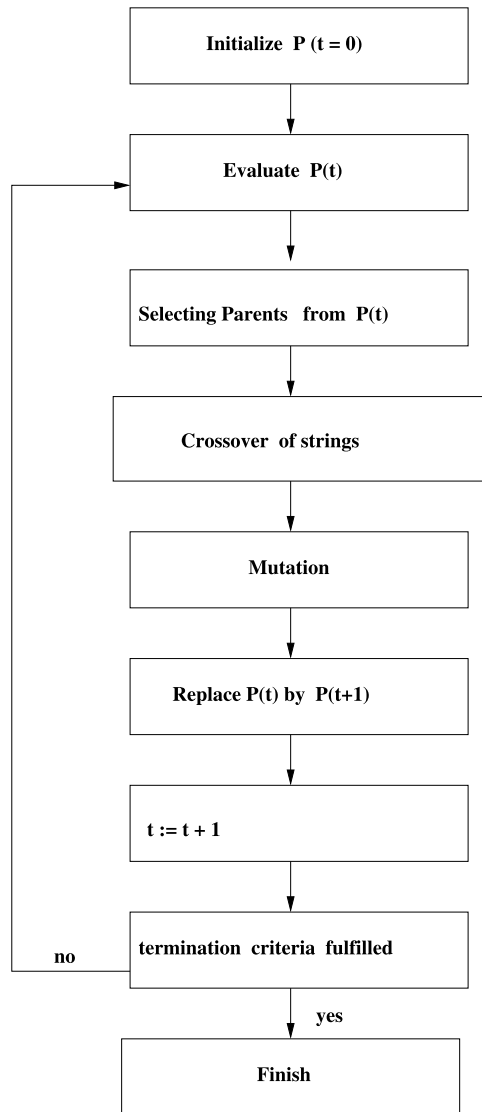 Initialize P (t = 0)
Evaluate P(t)
Selecting Parents from P(t)
Crossover of strings
Mutation
Replace P(t) by P(t+1)
t := t + 1
termination criteria fulfilled
no
yes
Finish